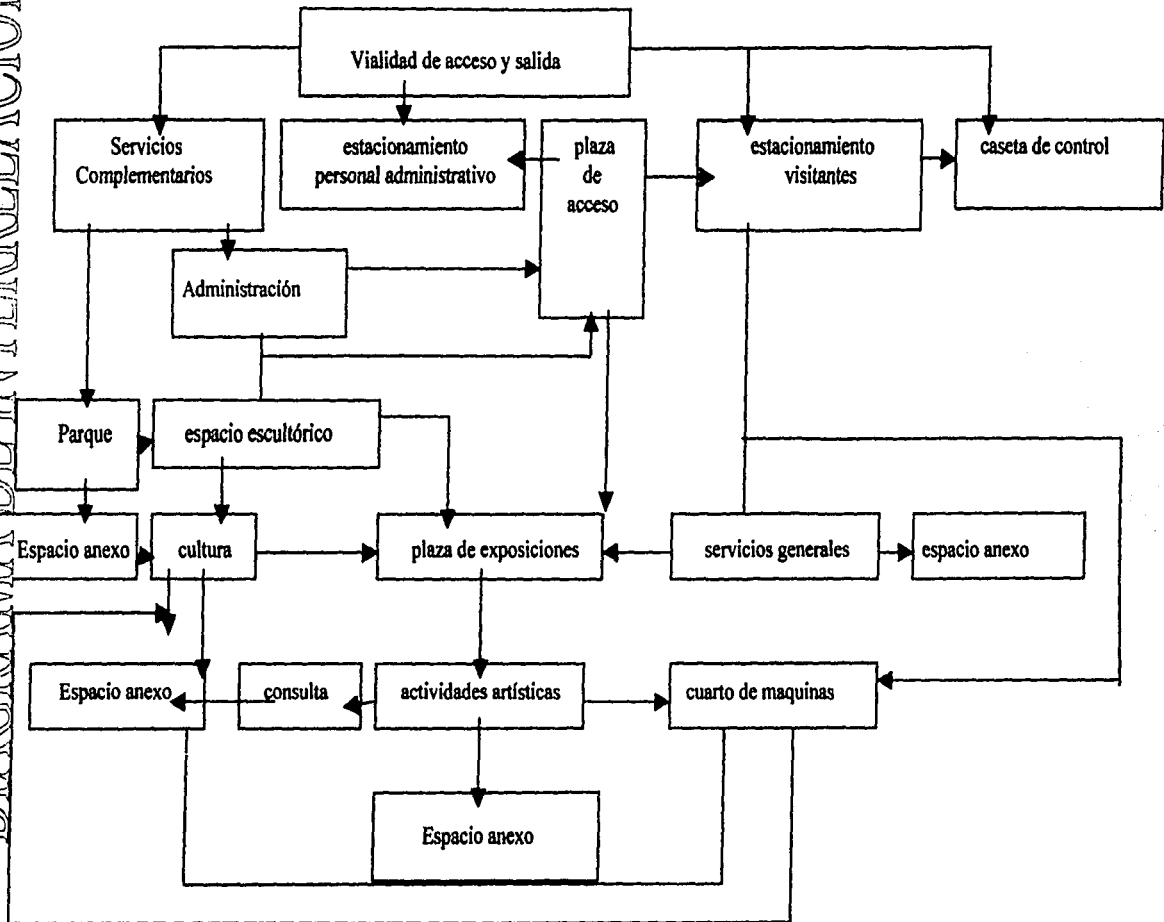 Vialidad de acceso y salida
Servicios
Complementarios
estacionamiento
personal administrativo
plaza
de
acceso
estacionamiento
visitantes
caseta de control
Administración
Parque
espacio escultórico
Espacio anexo
cultura
plaza de exposiciones
servicios generales
espacio anexo
Espacio anexo
consulta
actividades artísticas
cuarto de maquinas
Espacio anexo